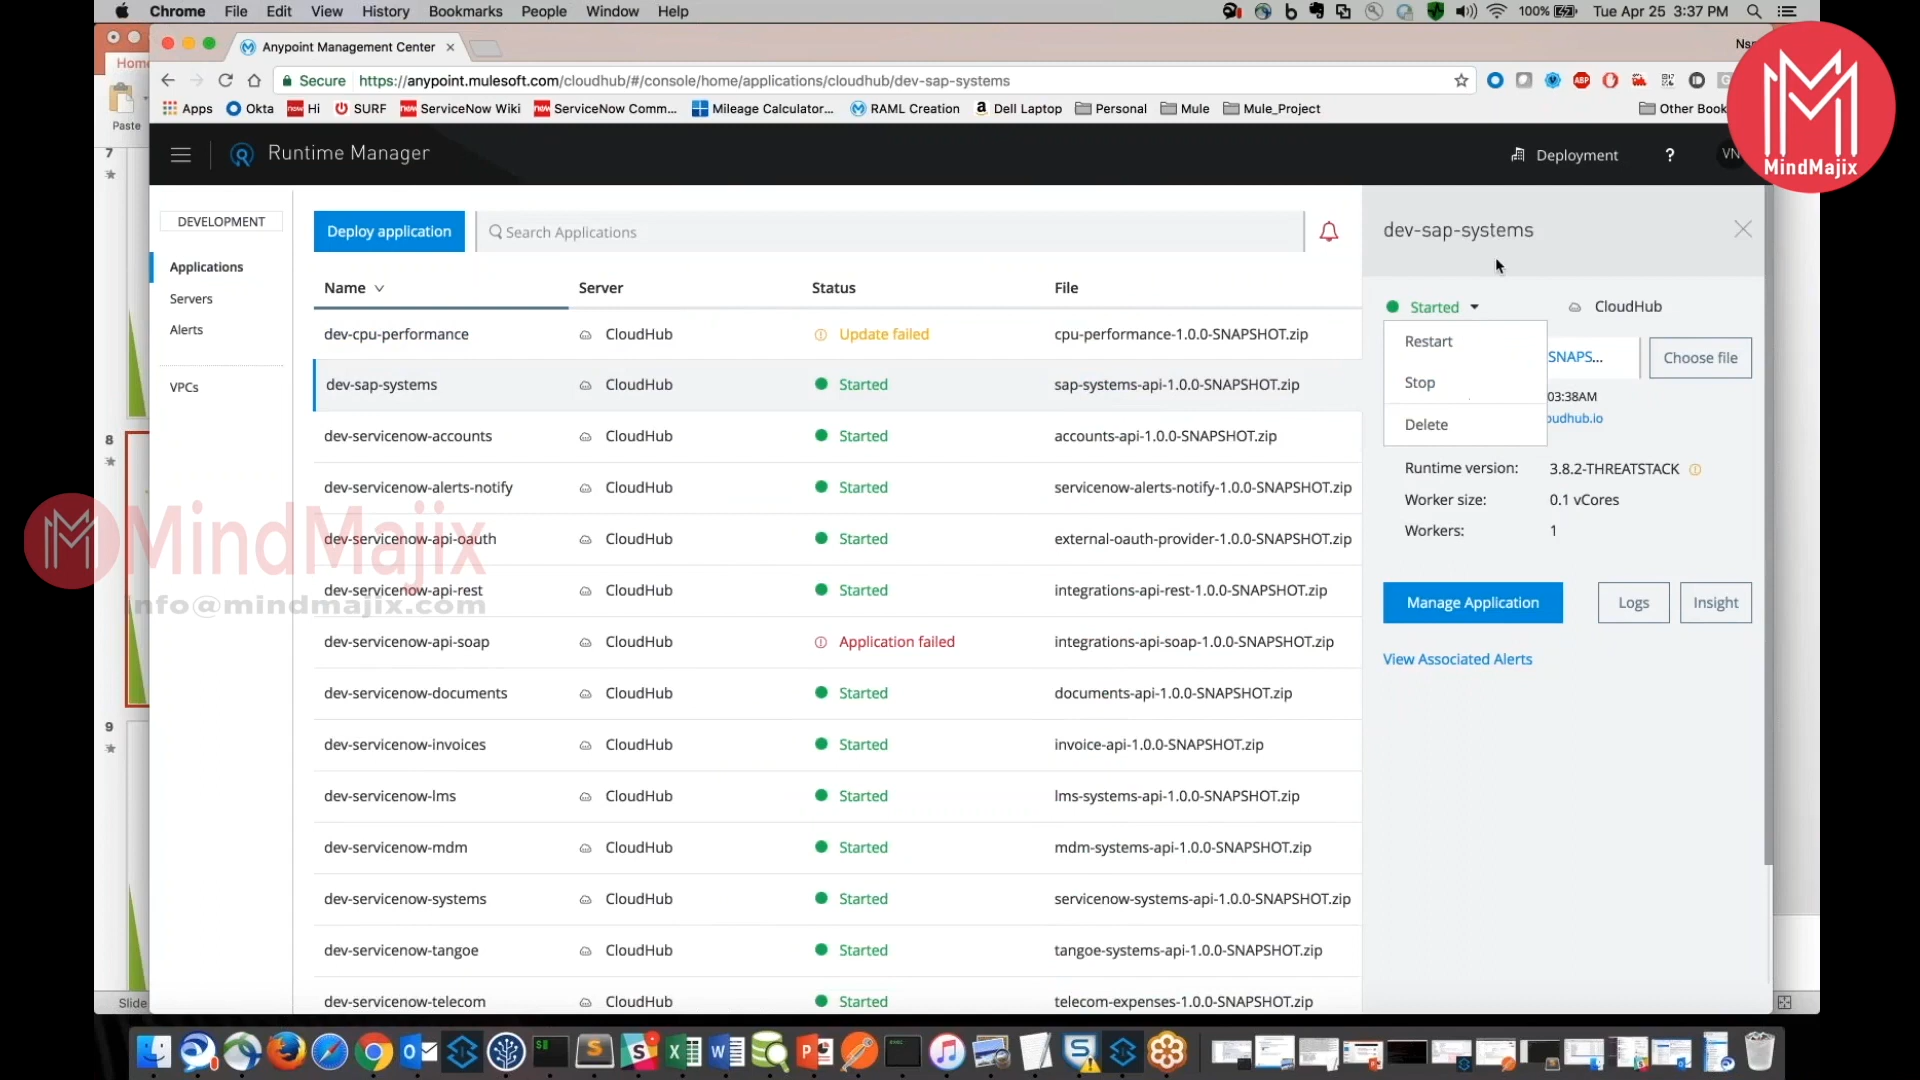 Chrome File Edit View History Bookmarks People Window Help 100% Tue Apr 25 3:37 PM
Anypoint Management Center
Home
Secure https://anypoint.mulesoft.com/cloudhub/#/console/home/applications/cloudhub/dev-sap-systems
Apps Okta Hi SURF ServiceNow Wiki ServiceNow Comm... Mileage Calculator... RAML Creation Dell Laptop Personal Mule Mule_Project Other Book
Paste
MindMajix
Runtime Manager Deployment ? VN
7
DEVELOPMENT
Deploy application
Search Applications
dev-sap-systems
Applications
Servers
Alerts
VPCs
Name Server Status File
dev-cpu-performance CloudHub Update failed cpu-performance-1.0.0-SNAPSHOT.zip
dev-sap-systems CloudHub Started sap-systems-api-1.0.0-SNAPSHOT.zip
dev-servicenow-accounts CloudHub Started accounts-api-1.0.0-SNAPSHOT.zip
dev-servicenow-alerts-notify CloudHub Started servicenow-alerts-notify-1.0.0-SNAPSHOT.zip
dev-servicenow-api-oauth CloudHub Started external-oauth-provider-1.0.0-SNAPSHOT.zip
dev-servicenow-api-rest CloudHub Started integrations-api-rest-1.0.0-SNAPSHOT.zip
dev-servicenow-api-soap CloudHub Application failed integrations-api-soap-1.0.0-SNAPSHOT.zip
dev-servicenow-documents CloudHub Started documents-api-1.0.0-SNAPSHOT.zip
dev-servicenow-invoices CloudHub Started invoice-api-1.0.0-SNAPSHOT.zip
dev-servicenow-lms CloudHub Started lms-systems-api-1.0.0-SNAPSHOT.zip
dev-servicenow-mdm CloudHub Started mdm-systems-api-1.0.0-SNAPSHOT.zip
dev-servicenow-systems CloudHub Started servicenow-systems-api-1.0.0-SNAPSHOT.zip
dev-servicenow-tangoe CloudHub Started tangoe-systems-api-1.0.0-SNAPSHOT.zip
dev-servicenow-telecom CloudHub Started telecom-expenses-1.0.0-SNAPSHOT.zip
Started CloudHub
Restart
Stop
Delete
SNAPS...
Choose file
03:38AM
oudhub.io
Runtime version: 3.8.2-THREATSTACK
Worker size: 0.1 vCores
Workers: 1
Manage Application Logs Insight
View Associated Alerts
8
MindMajix
info@mindmajix.com
9
Slide